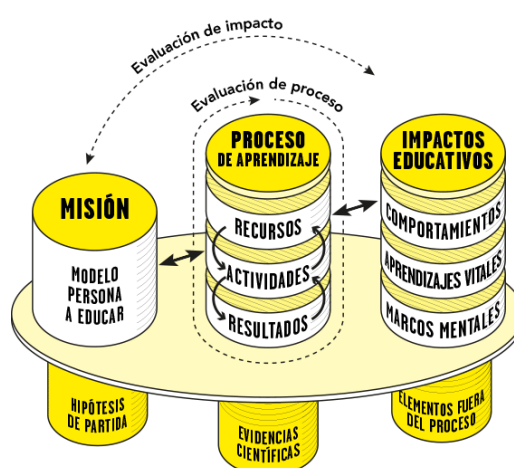 Evaluación de impacto
Evaluación de proceso
MISIÓN
MODELO
PERSONA
A EDUCAR
PROCESO
DE APRENDIZAJE
RECURSOS
ACTIVIDADES
RESULTADOS
IMPACTOS
EDUCATIVOS
COMPORTAMIENTOS
APRENDIZAJES VITALES
MARCOS MENTALES
HIPÓTESIS
DE PARTIDA
EVIDENCIAS
CIENTÍFICAS
ELEMENTOS FUERA
DEL PROCESO